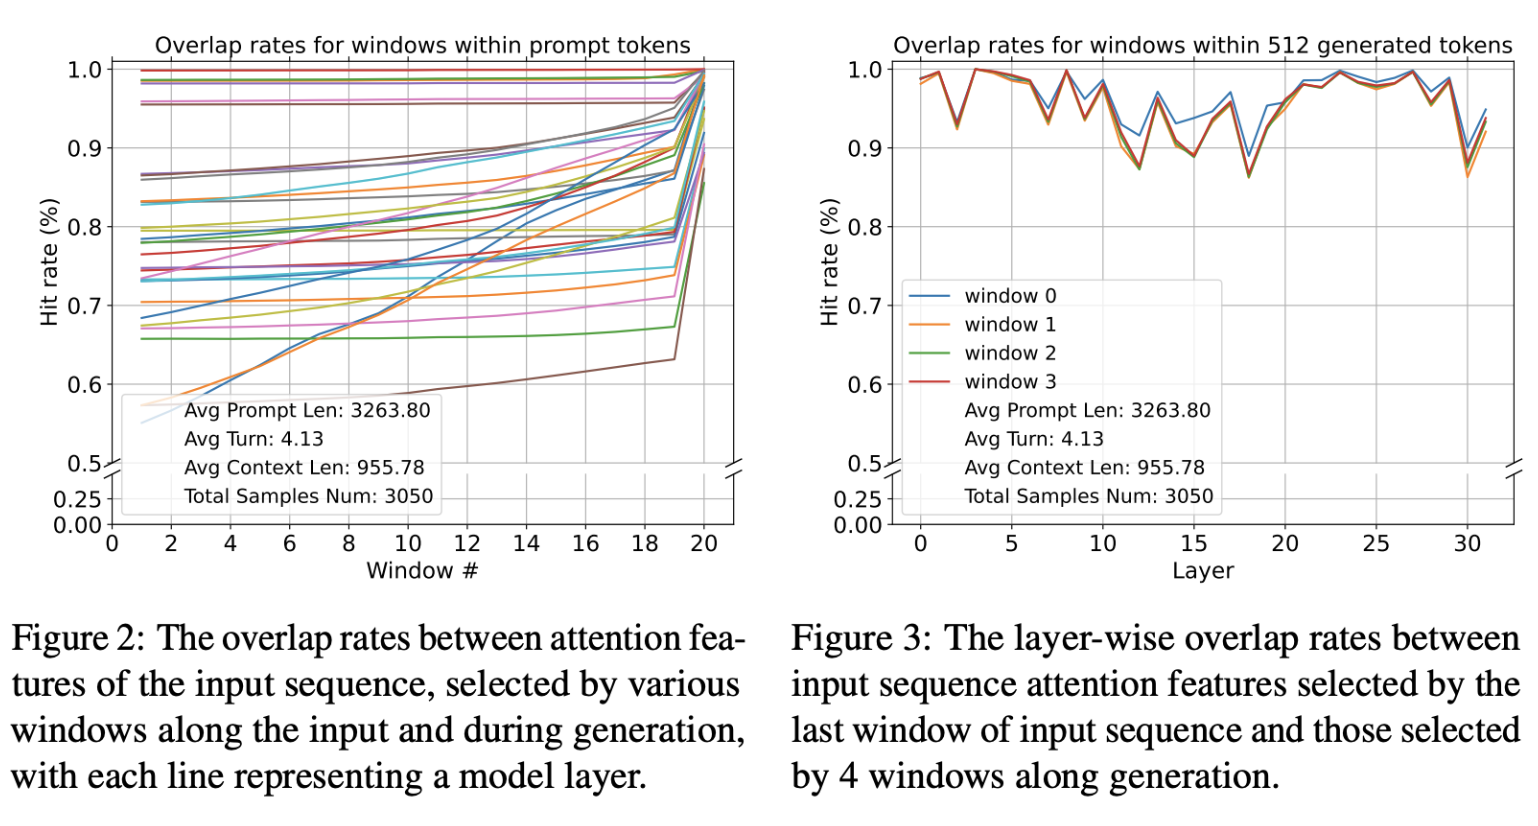 Overlap rates for windows within prompt tokens
1.0
0.9
0.8
0.7
0.6
0.5
0.25
0.00
Hit rate (%)
Avg Prompt Len: 3263.80
Avg Turn: 4.13
Avg Context Len: 955.78
Total Samples Num: 3050
0 2 4 6 8 10 12 14 16 18 20
Window #
Figure 2: The overlap rates between attention fea-
tures of the input sequence, selected by various
windows along the input and during generation,
with each line representing a model layer.
Overlap rates for windows within 512 generated tokens
1.0
0.9
0.8
0.7
0.6
0.5
0.25
0.00
Hit rate (%)
window 0
window 1
window 2
window 3
Avg Prompt Len: 3263.80
Avg Turn: 4.13
Avg Context Len: 955.78
Total Samples Num: 3050
0 5 10 15 20 25 30
Layer
Figure 3: The layer-wise overlap rates between
input sequence attention features selected by the
last window of input sequence and those selected
by 4 windows along generation.